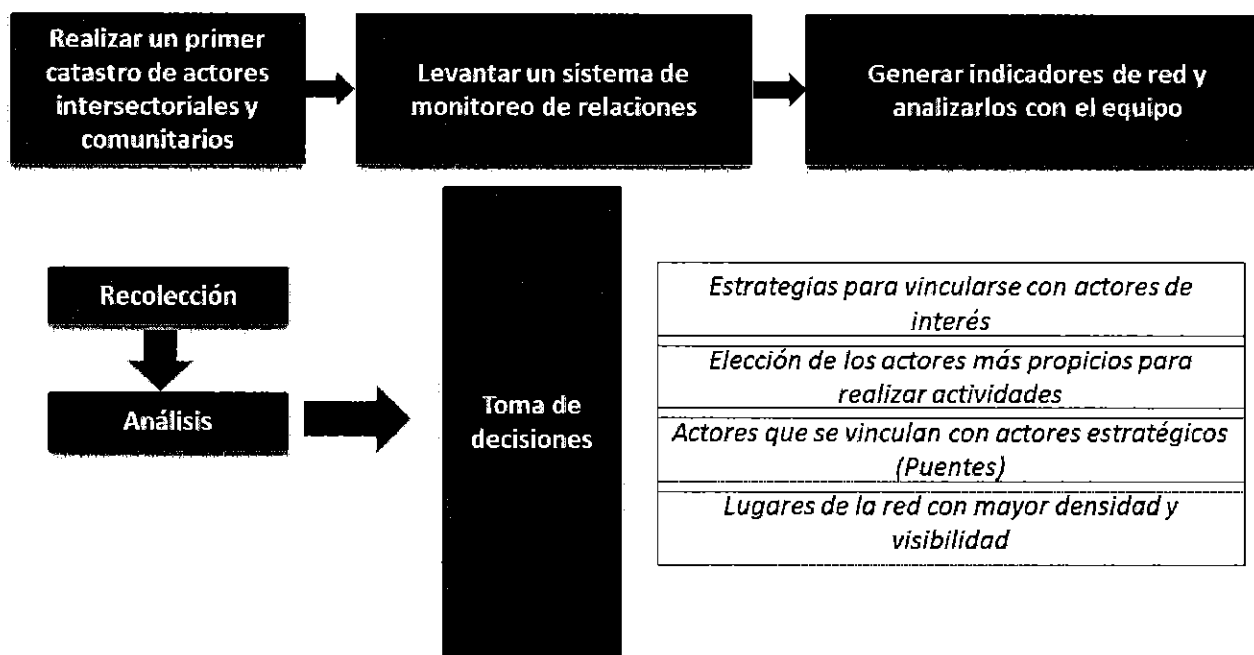 Realizar un primer
catastro de actores
intersectoriales y
comunitarios
Levantar un sistema de
monitoreo de relaciones
Generar indicadores de red y
analizarlos con el equipo
Recolección
Análisis
Toma de
decisiones
Estrategias para vincularse con actores de
interés
Elección de los actores más propicios para
realizar actividades
Actores que se vinculan con actores estratégicos
(Puentes)
Lugares de la red con mayor densidad y
visibilidad